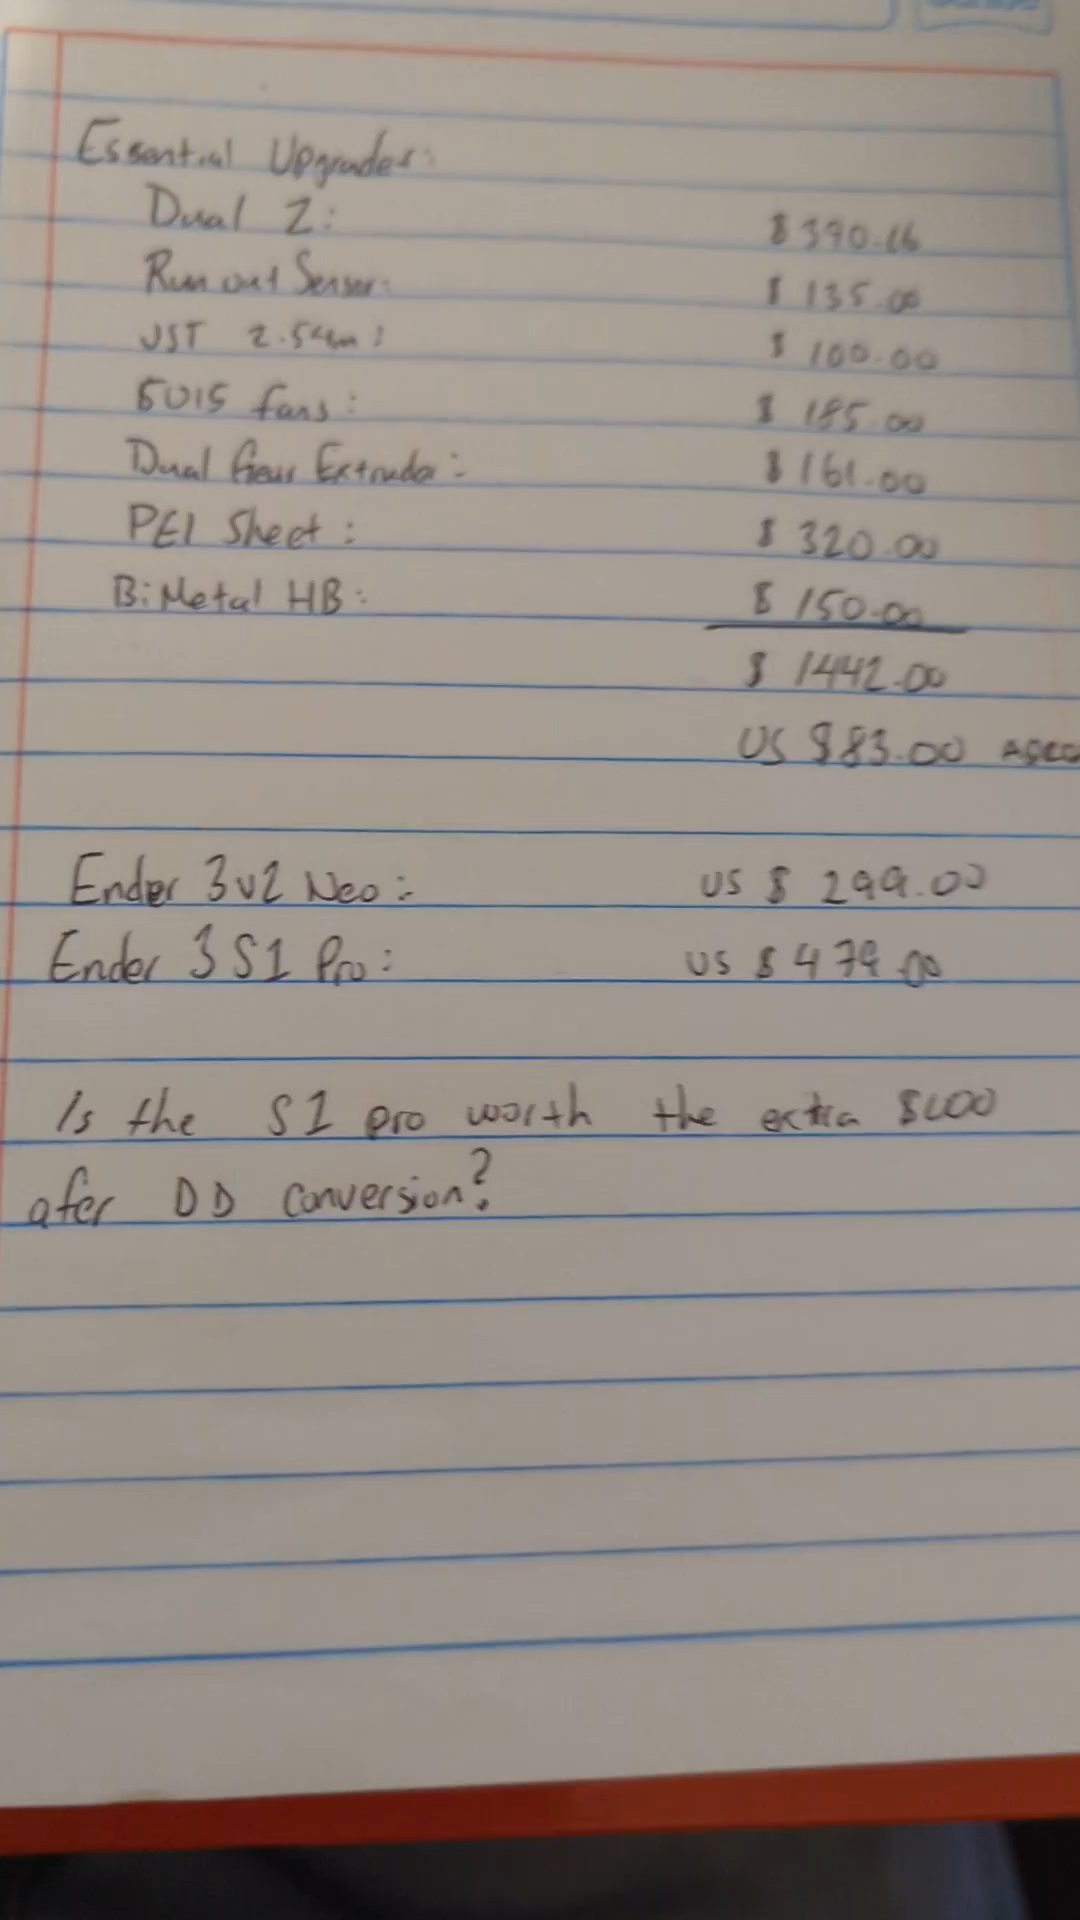 Essential Upgrades:
Dual Z: $390.16
Run out Sensor: $135.00
JST 2.54mm: $100.00
5015 fans: $185.00
Dual Gear Extruder: $161.00
PEI Sheet: $320.00
BiMetal HB: $150.00
$1442.00
US $83.00
Ender 3v2 Neo: US $299.00
Ender 3 S1 Pro: US $479.00
Is the S1 pro worth the extra $100
afer DD conversion?